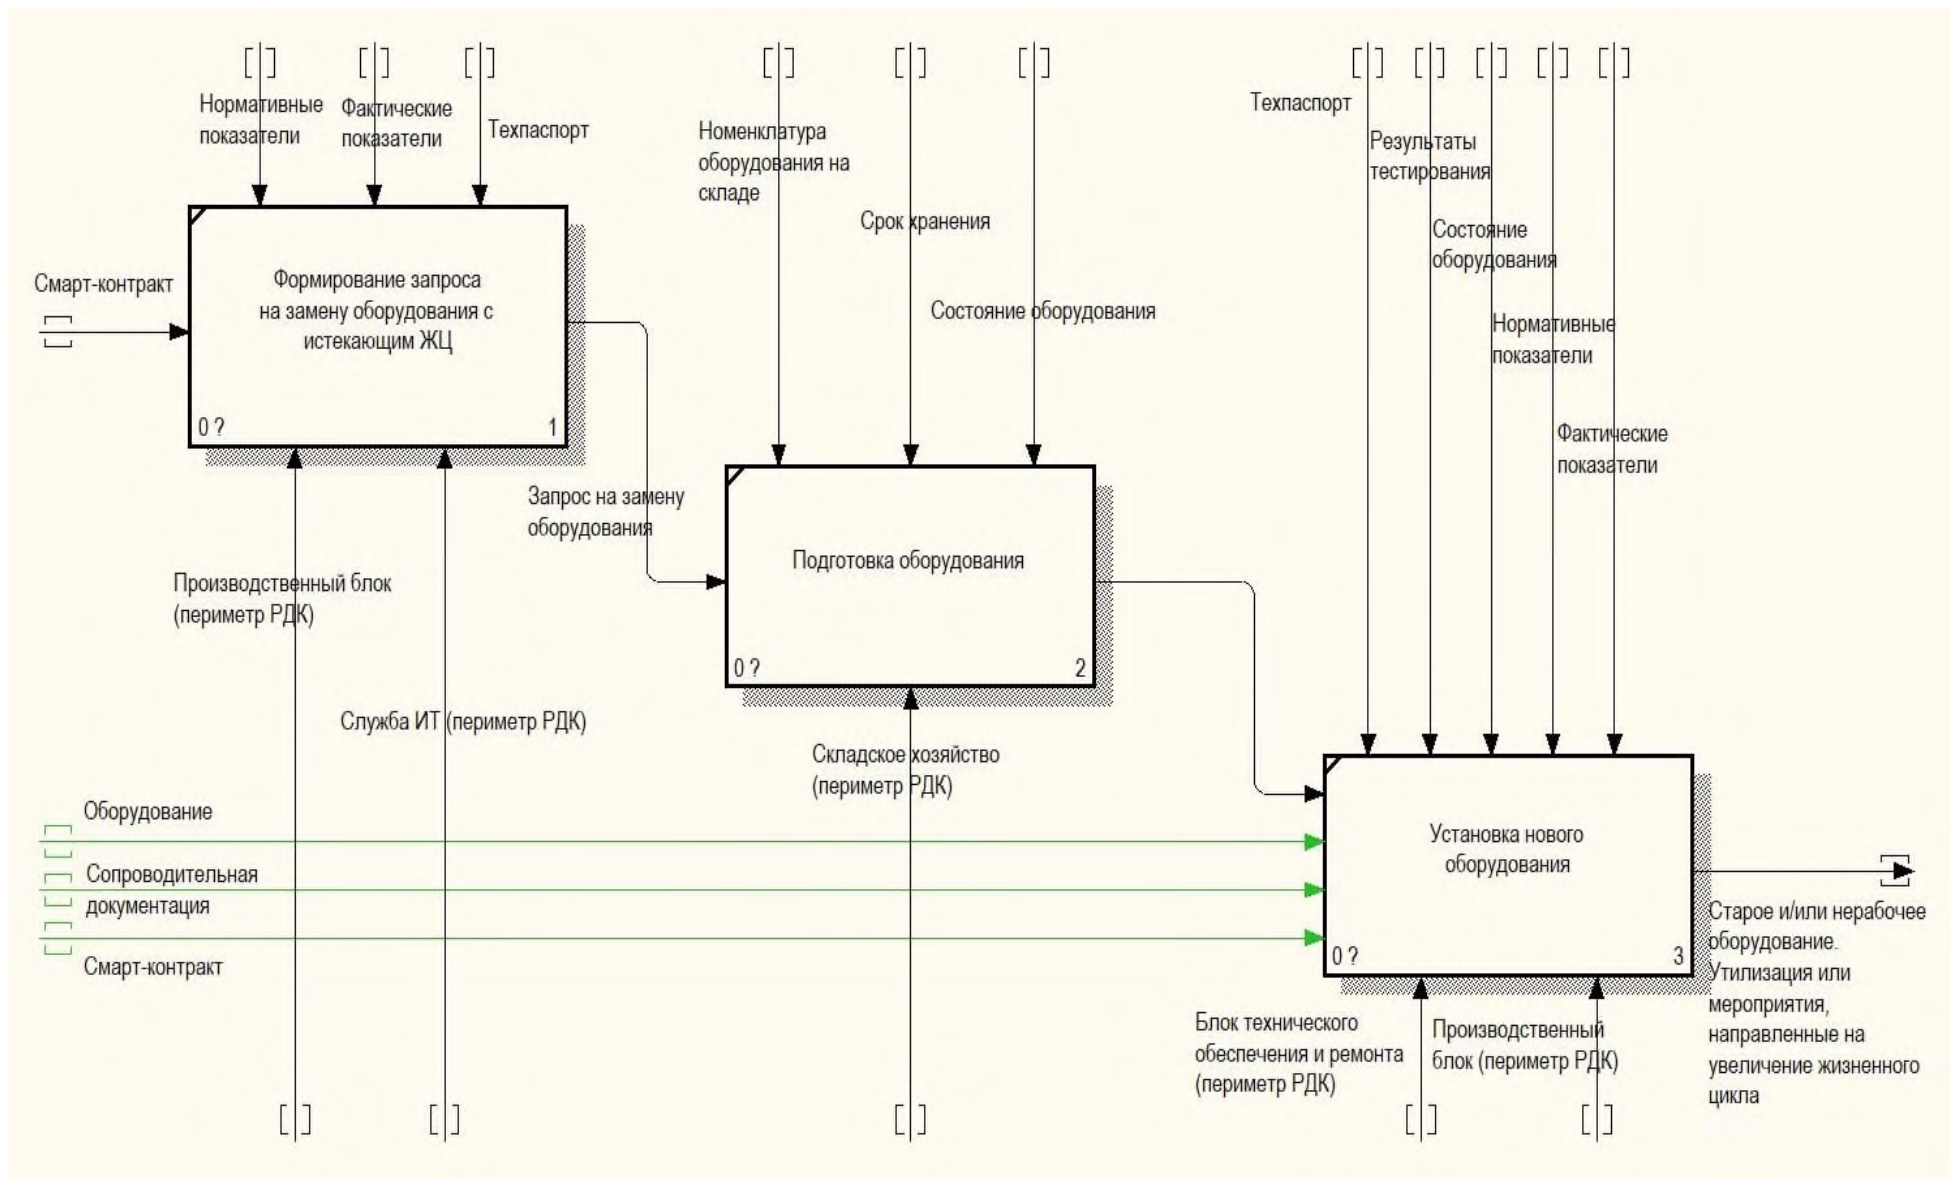 Нормативные
показатели
Фактические
показатели
Техпаспорт
Номенклатура
оборудования на
складе
Срок хранения
Состояние оборудования
Техпаспорт
Результаты
тестирования
Состояние
оборудования
Нормативные
показатели
Фактические
показатели
Смарт-контракт
Формирование запроса
на замену оборудования с
истекающим ЖЦ
0 ?
1
Запрос на замену
оборудования
Подготовка оборудования
0 ?
2
Производственный блок
(периметр РДК)
Служба ИТ (периметр РДК)
Складское хозяйство
(периметр РДК)
Оборудование
Сопроводительная
документация
Смарт-контракт
Установка нового
оборудования
0 ?
3
Старое и/или нерабочее
оборудование.
Утилизация или
мероприятия,
направленные на
увеличение жизненного
цикла
Блок технического
обеспечения и ремонта
(периметр РДК)
Производственный
блок (периметр РДК)